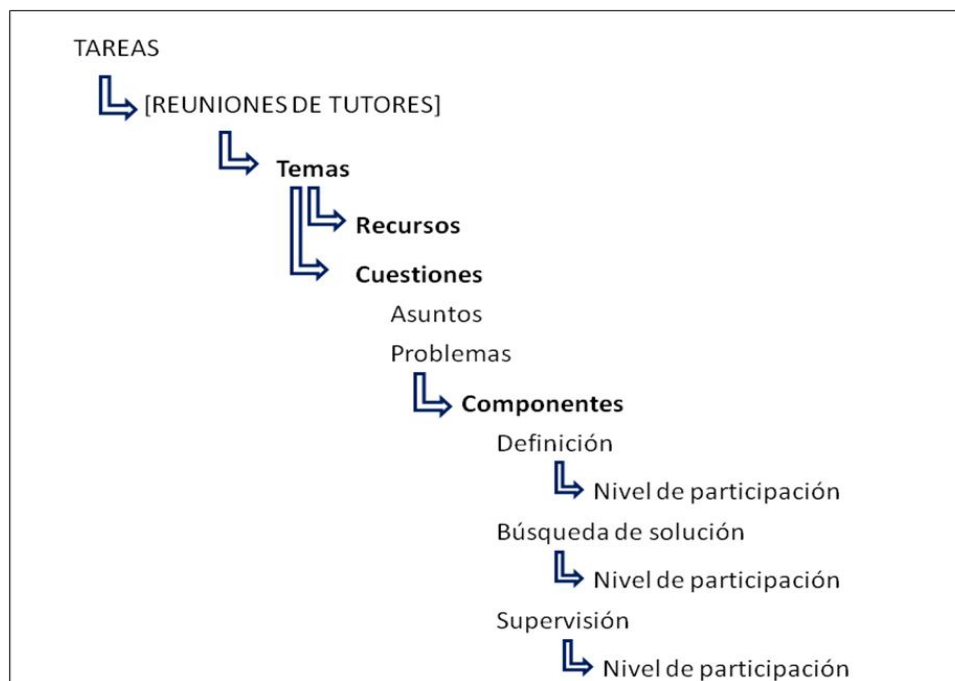 TAREAS
[REUNIONES DE TUTORES]
Temas
Recursos
Cuestiones
Asuntos
Problemas
Componentes
Definición
Nivel de participación
Búsqueda de solución
Nivel de participación
Supervisión
Nivel de participación